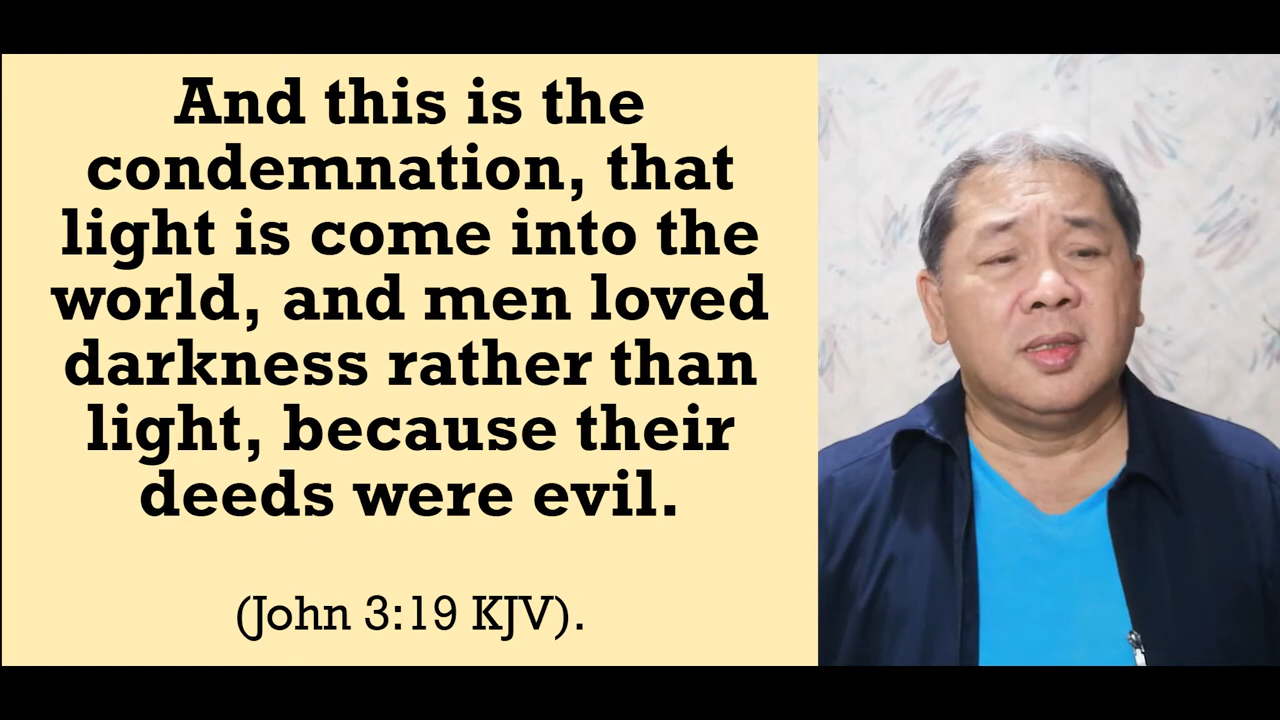 And this is the
condemnation, that
light is come into the
world, and men loved
darkness rather than
light, because their
deeds were evil.
(John 3:19 KJV).